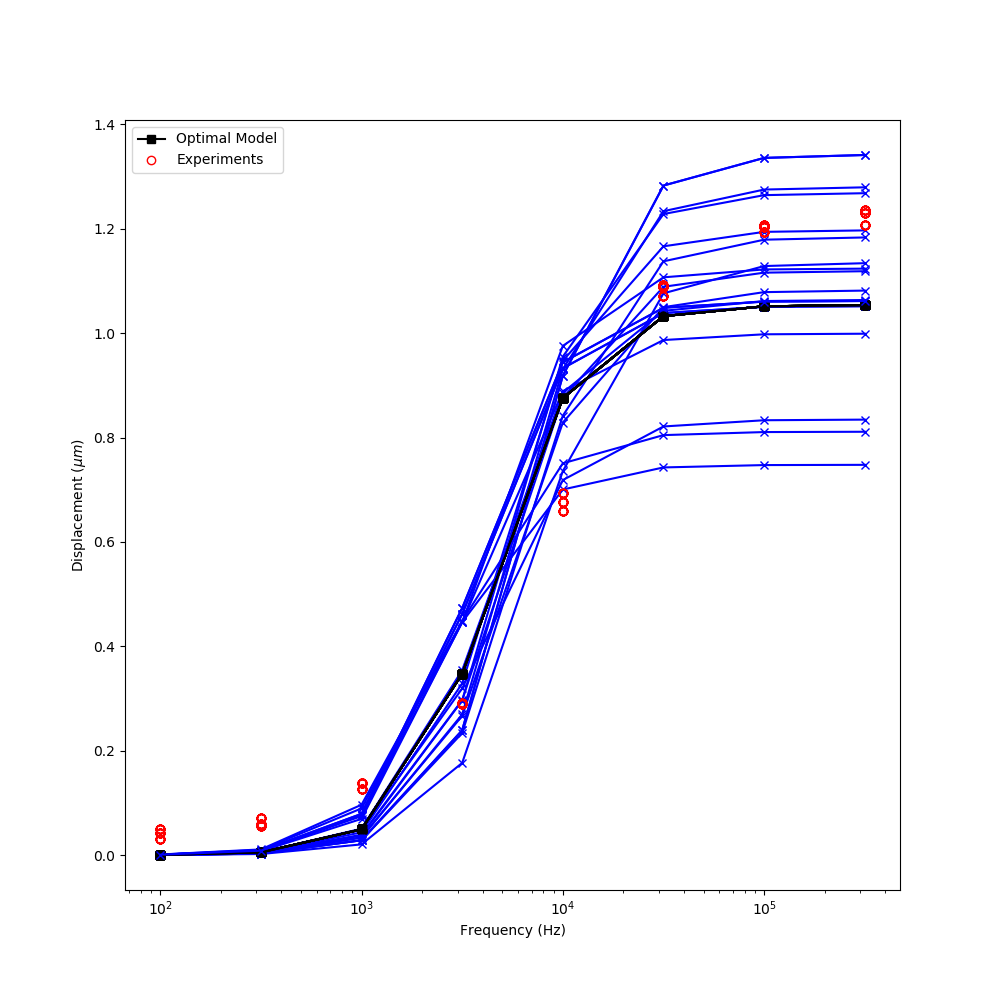 1.4
1.2
1.0
0.8
0.6
0.4
0.2
0.0
Displacement (μm)
Optimal Model
Experiments
10² 10³ 10⁴ 10⁵
Frequency (Hz)